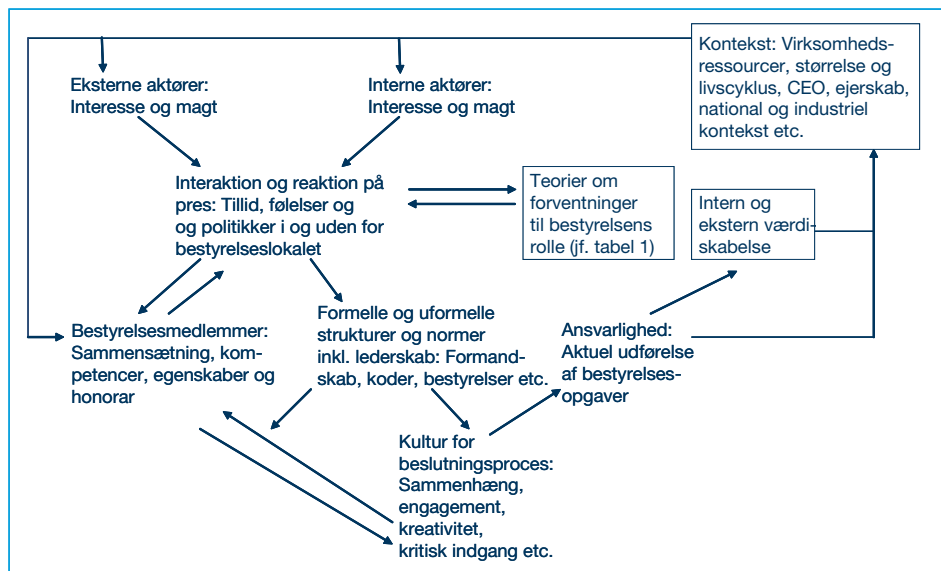 Kontekst: Virksomheds-
ressourcer, størrelse og
livscyklus, CEO, ejerskab,
national og industriel
kontekst etc.
Eksterne aktører:
Interesse og magt
Interne aktører:
Interesse og magt
Interaktion og reaktion på
pres: Tillid, følelser og
og politikker i og uden for
bestyrelseslokalet
Teorier om
forventninger
til bestyrelsens
rolle (jf. tabel 1)
Intern og
ekstern værdi-
skabelse
Bestyrelsesmedlemmer:
Sammensætning, kom-
petencer, egenskaber og
honorar
Formelle og uformelle
strukturer og normer
inkl. lederskab: Formand-
skab, koder, bestyrelser etc.
Ansvarlighed:
Aktuel udførelse
af bestyrelses-
opgaver
Kultur for
beslutningsproces:
Sammenhæng,
engagement,
kreativitet,
kritisk indgang etc.